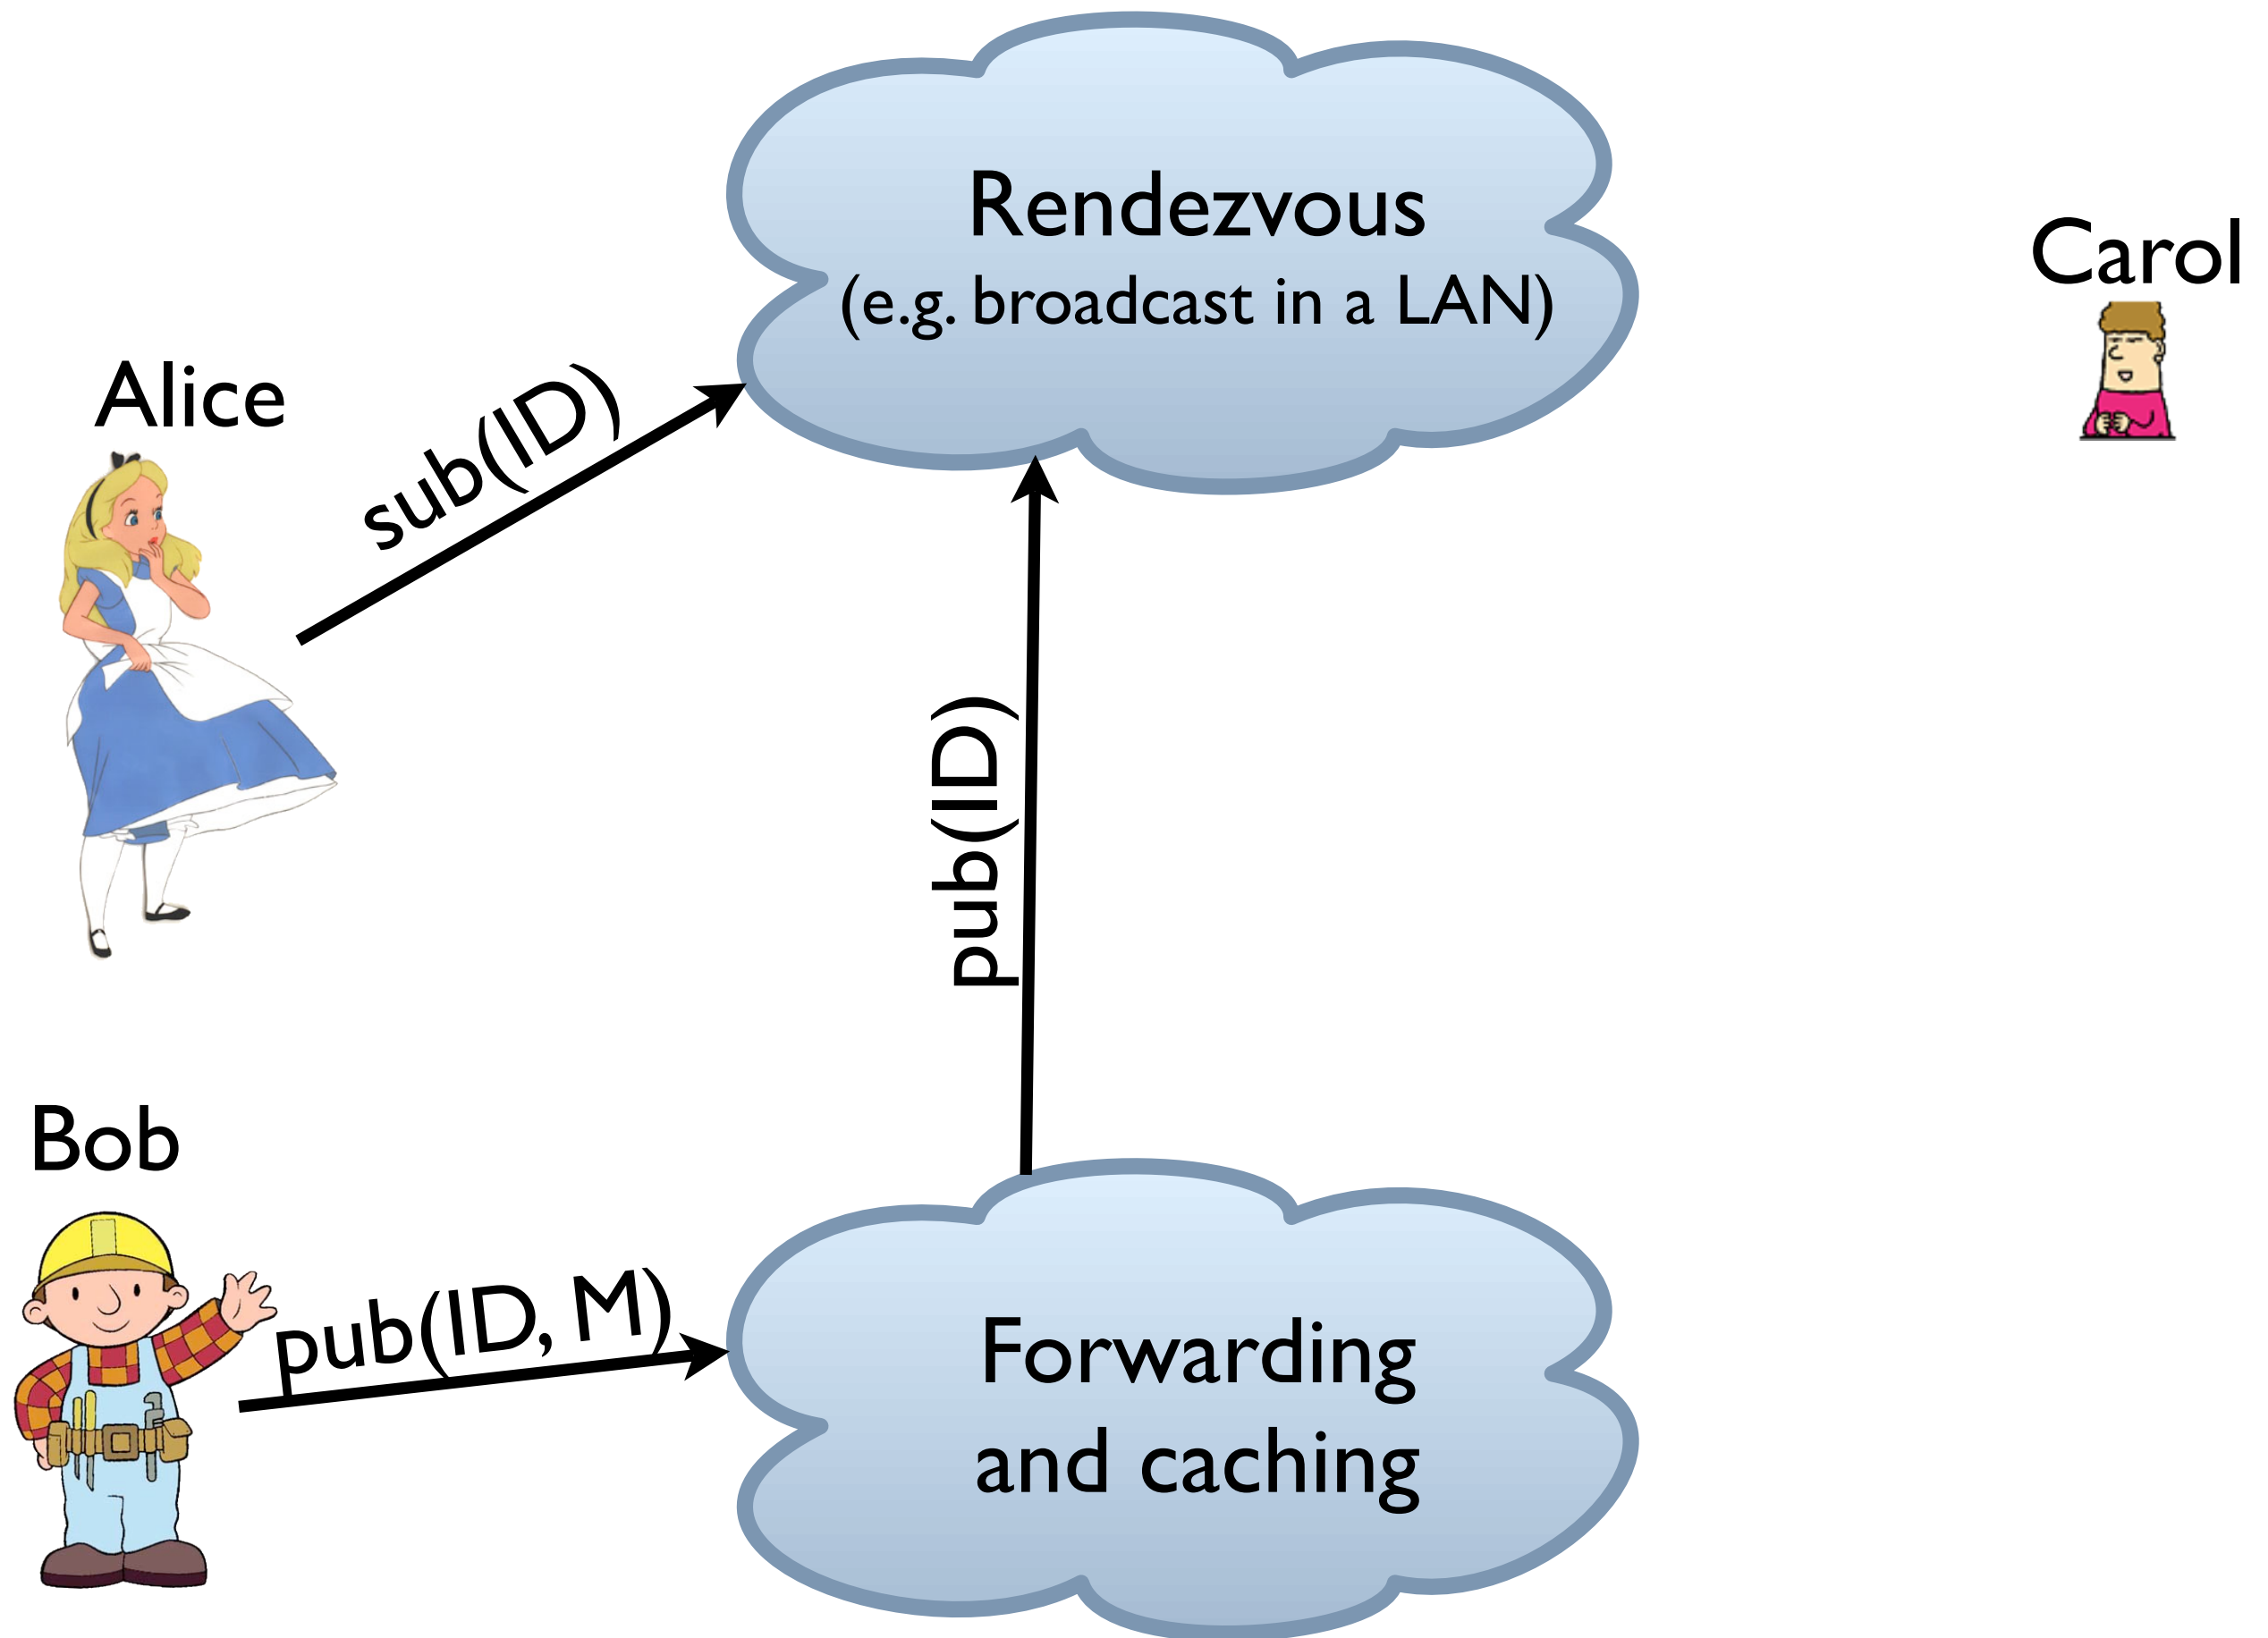 Rendezvous
(e.g. broadcast in a LAN)
Carol
Alice
sub(ID)
pub(ID)
Bob
pub(ID, M)
Forwarding
and caching